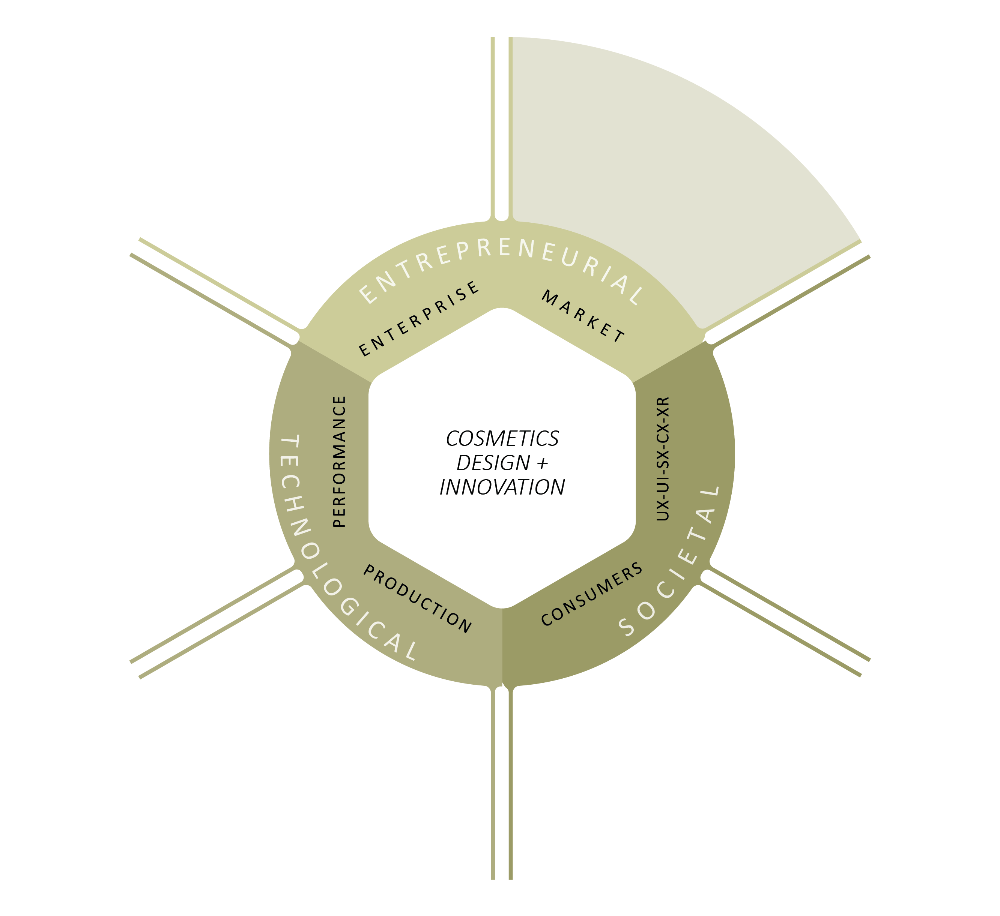 ENTREPRENEURIAL
ENTERPRISE
MARKET
TECHNOLOGICAL
PERFORMANCE
PRODUCTION
COSMETICS
DESIGN +
INNOVATION
UX-UI-SX-CX-XR
CONSUMERS
SOCIETAL